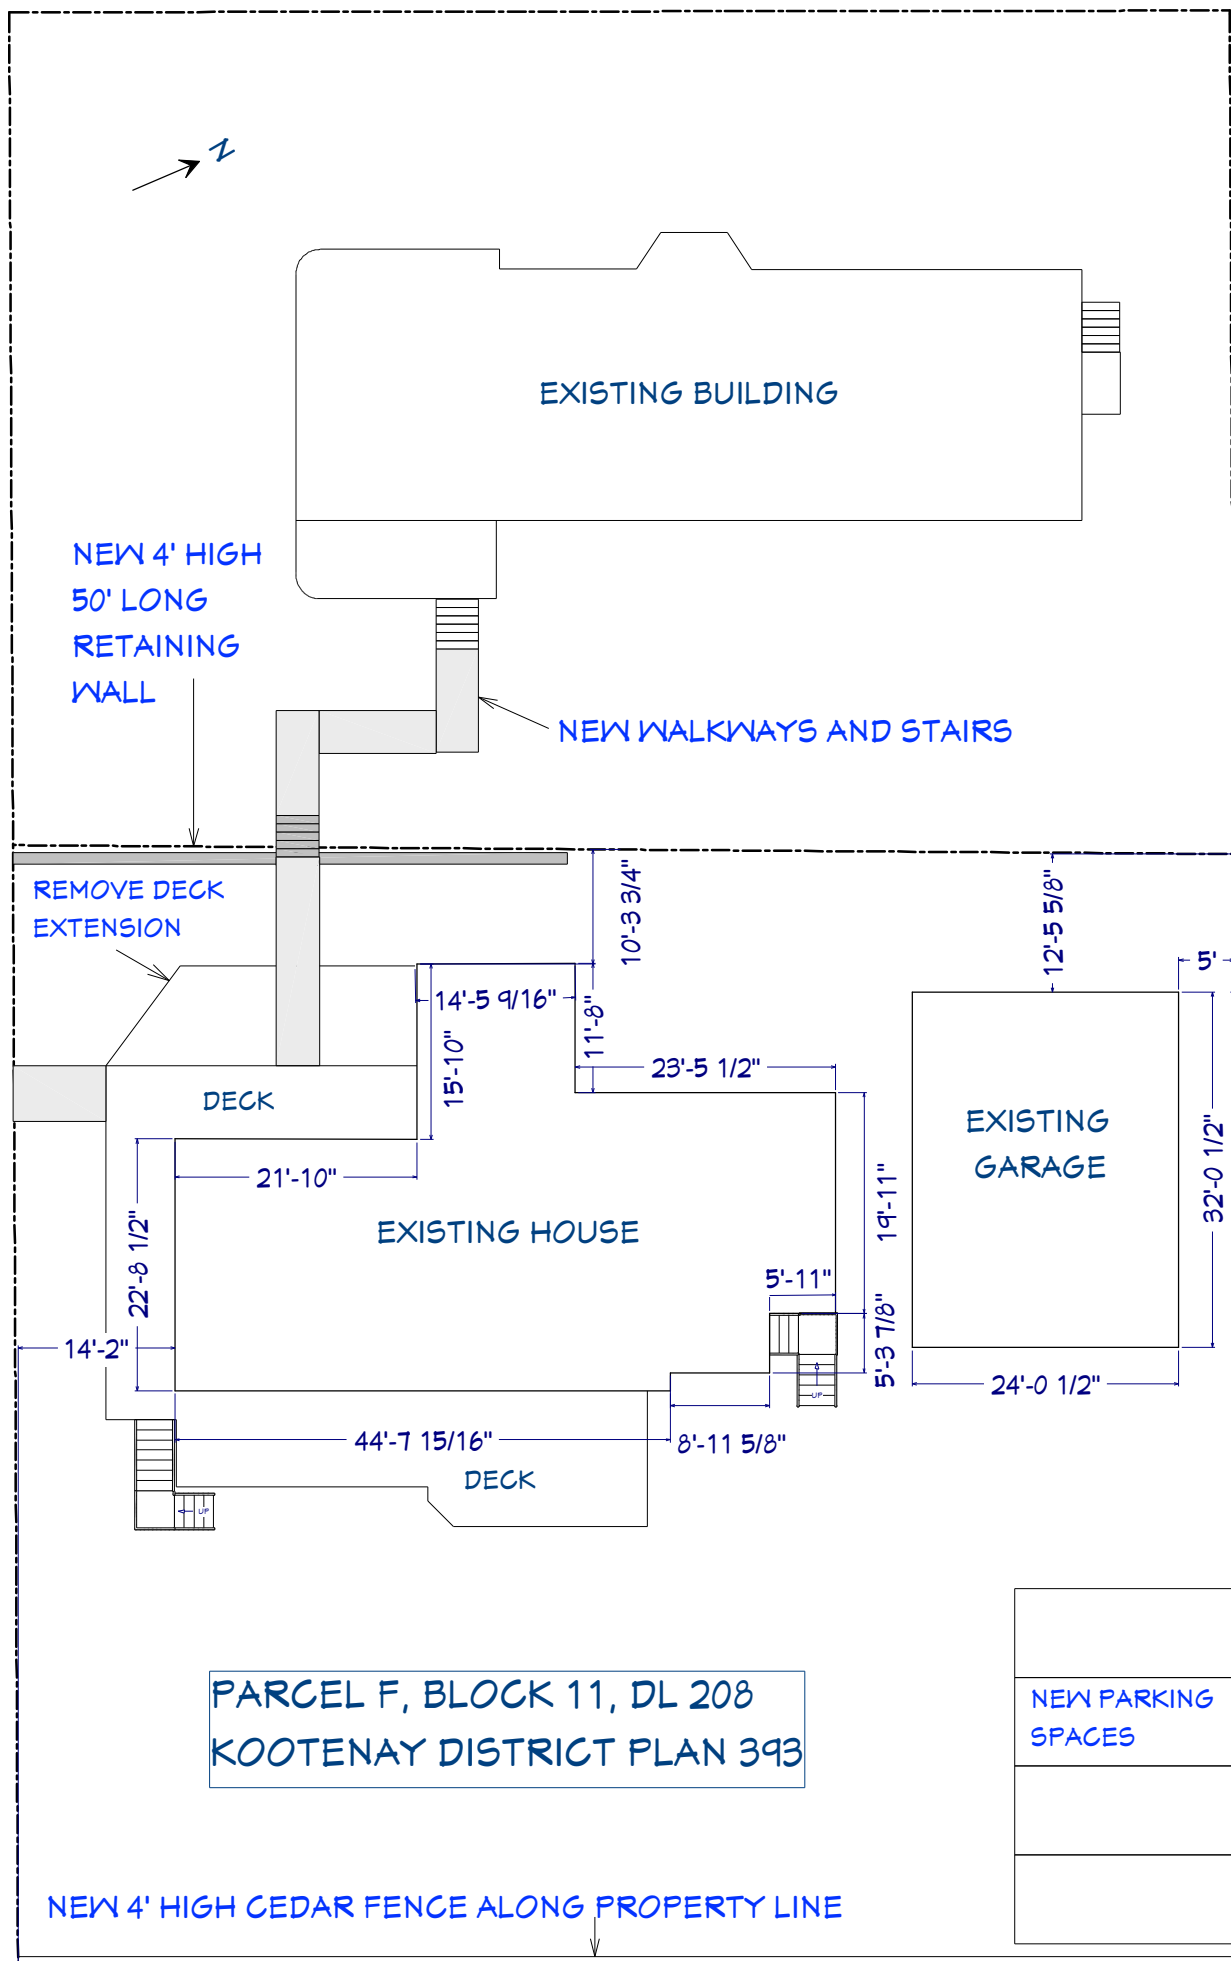 N
EXISTING BUILDING
NEW 4' HIGH
50' LONG
RETAINING
WALL
NEW WALKWAYS AND STAIRS
REMOVE DECK
EXTENSION
10'-3 3/4"
12'-5 5/8"
5'
14'-5 9/16"
11'-8"
15'-10"
23'-5 1/2"
DECK
EXISTING
GARAGE
32'-0 1/2"
21'-10"
19'-11"
EXISTING HOUSE
22'-8 1/2"
5'-11"
14'-2"
5'-3 7/8"
24'-0 1/2"
UP
44'-7 15/16"
8'-11 5/8"
DECK
UP
PARCEL F, BLOCK 11, DL 208
KOOTENAY DISTRICT PLAN 393
NEW PARKING
SPACES
NEW 4' HIGH CEDAR FENCE ALONG PROPERTY LINE